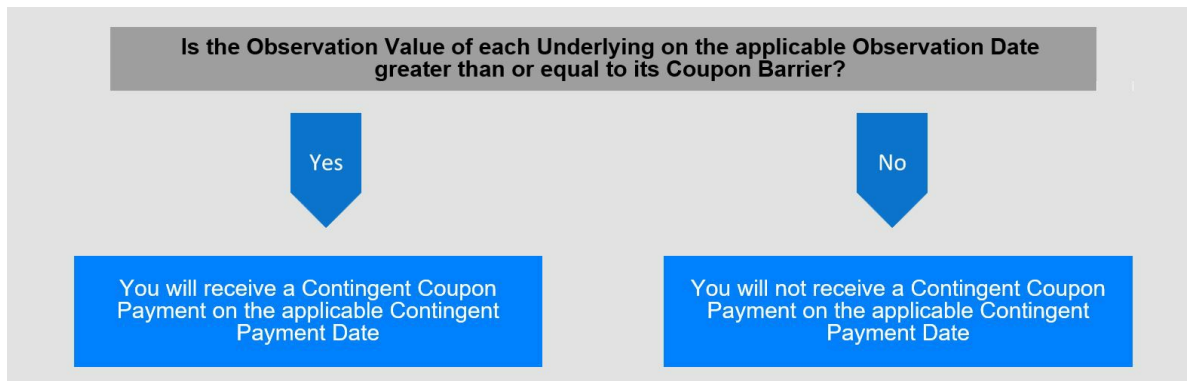 Is the Observation Value of each Underlying on the applicable Observation Date
greater than or equal to its Coupon Barrier?
Yes
No
You will receive a Contingent Coupon
Payment on the applicable Contingent
Payment Date
You will not receive a Contingent Coupon
Payment on the applicable Contingent
Payment Date